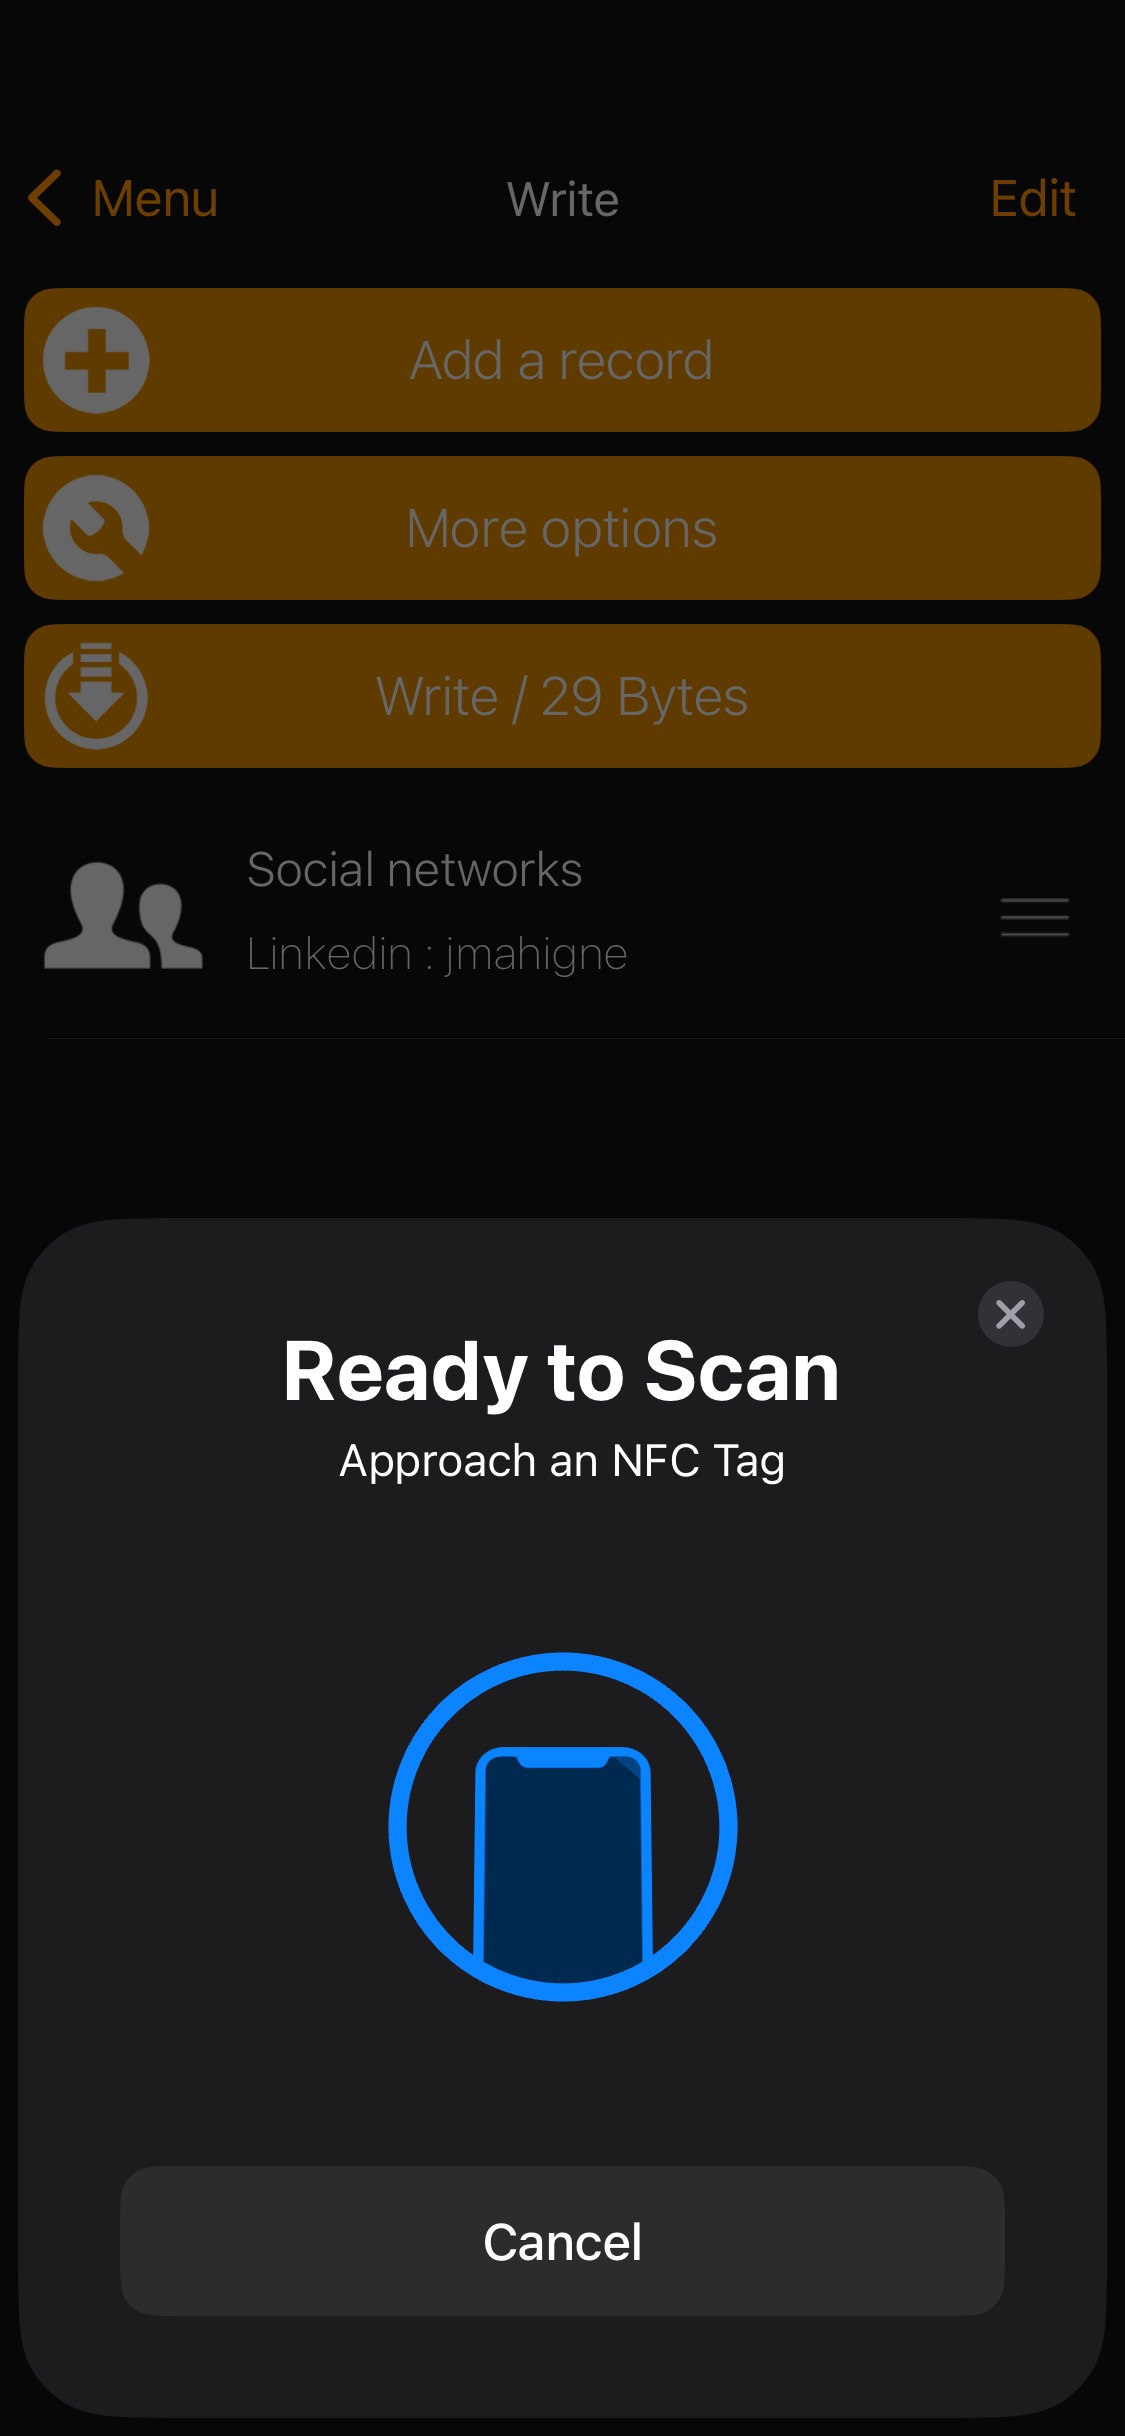 Menu
Write
Edit
Add a record
More options
Write / 29 Bytes
Social networks
Linkedin : jmahigne
Ready to Scan
Approach an NFC Tag
Cancel